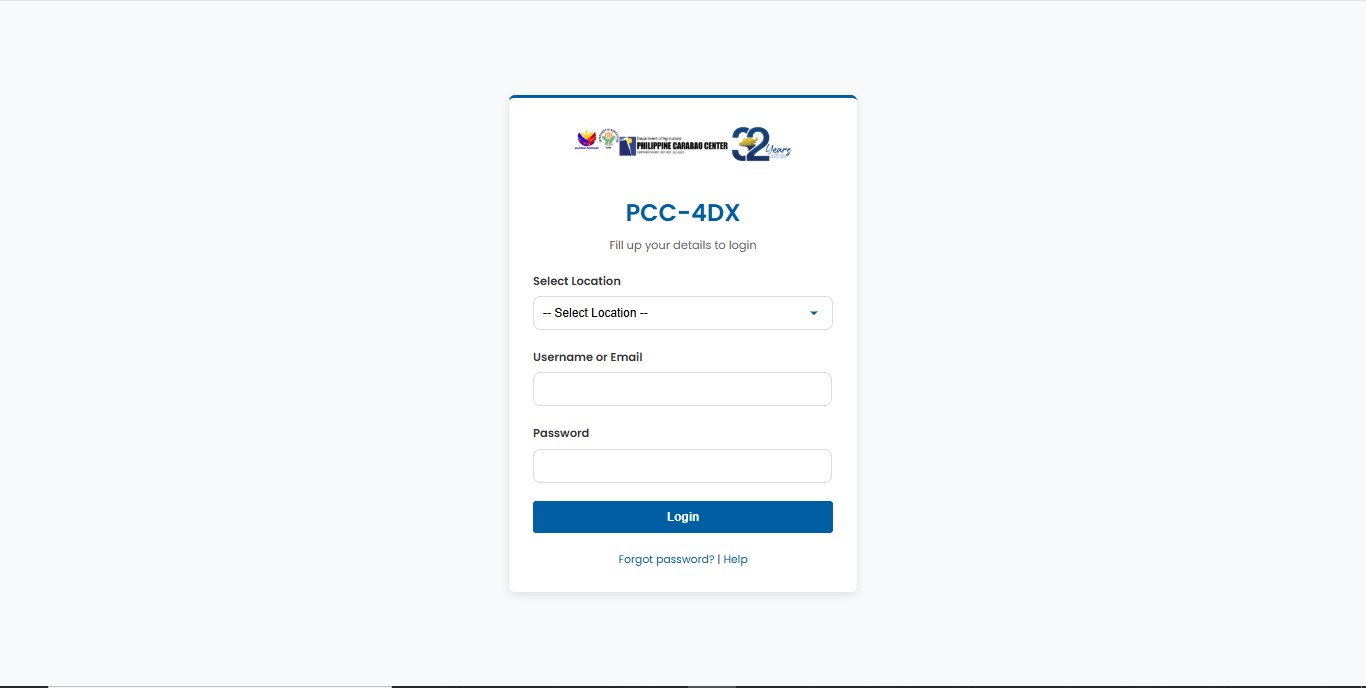 Department of Agriculture
PHILIPPINE CARABAO CENTER
32 Years
PCC-4DX
Fill up your details to login
Select Location
-- Select Location --
Username or Email
Password
Login
Forgot password? | Help